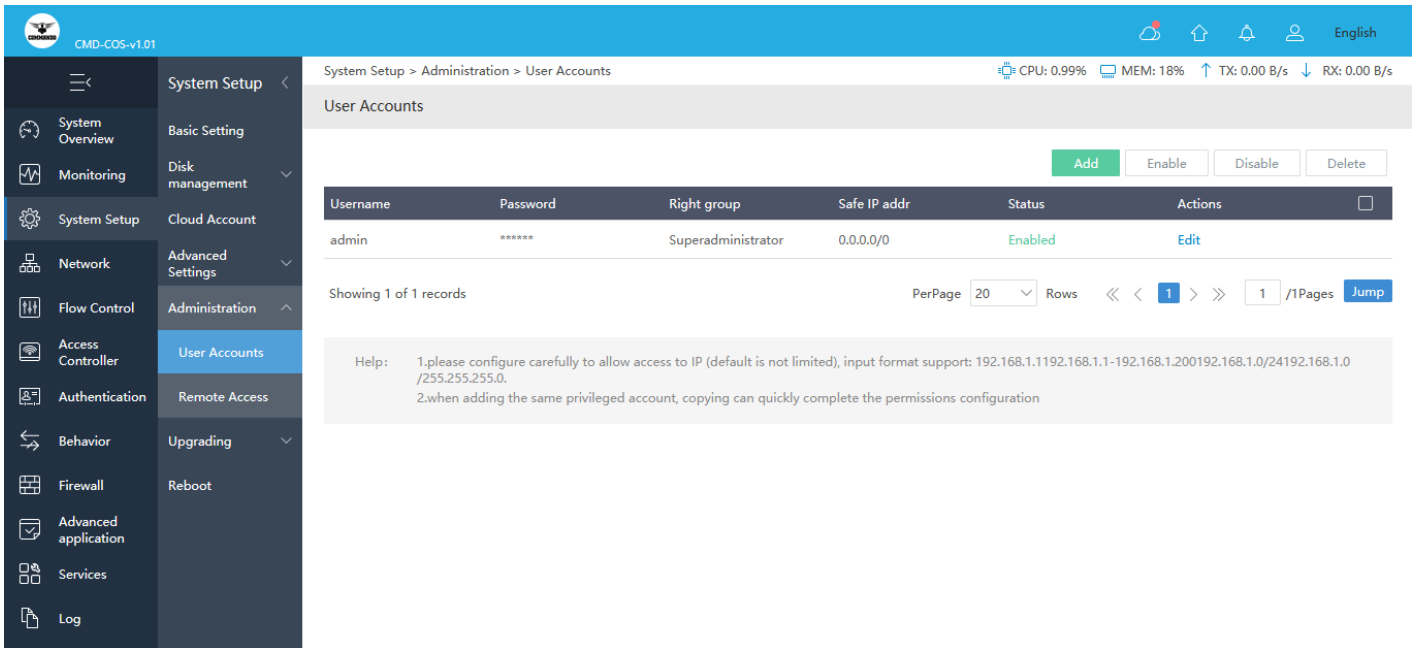 COMMANDO
CMD-COS-v1.01
English
System Setup
System Setup > Administration > User Accounts
CPU: 0.99% MEM: 18% TX: 0.00 B/s RX: 0.00 B/s
User Accounts
System
Overview
Monitoring
System Setup
Network
Flow Control
Access
Controller
Authentication
Behavior
Firewall
Advanced
application
Services
Log
Basic Setting
Disk
management
Cloud Account
Advanced
Settings
Administration
User Accounts
Remote Access
Upgrading
Reboot
Add Enable Disable Delete
Username Password Right group Safe IP addr Status Actions
admin ****** Superadministrator 0.0.0.0/0 Enabled Edit
Showing 1 of 1 records PerPage 20 Rows 1 1 /1Pages Jump
Help: 1.please configure carefully to allow access to IP (default is not limited), input format support: 192.168.1.1192.168.1.1-192.168.1.200192.168.1.0/24192.168.1.0
/255.255.255.0.
2.when adding the same privileged account, copying can quickly complete the permissions configuration